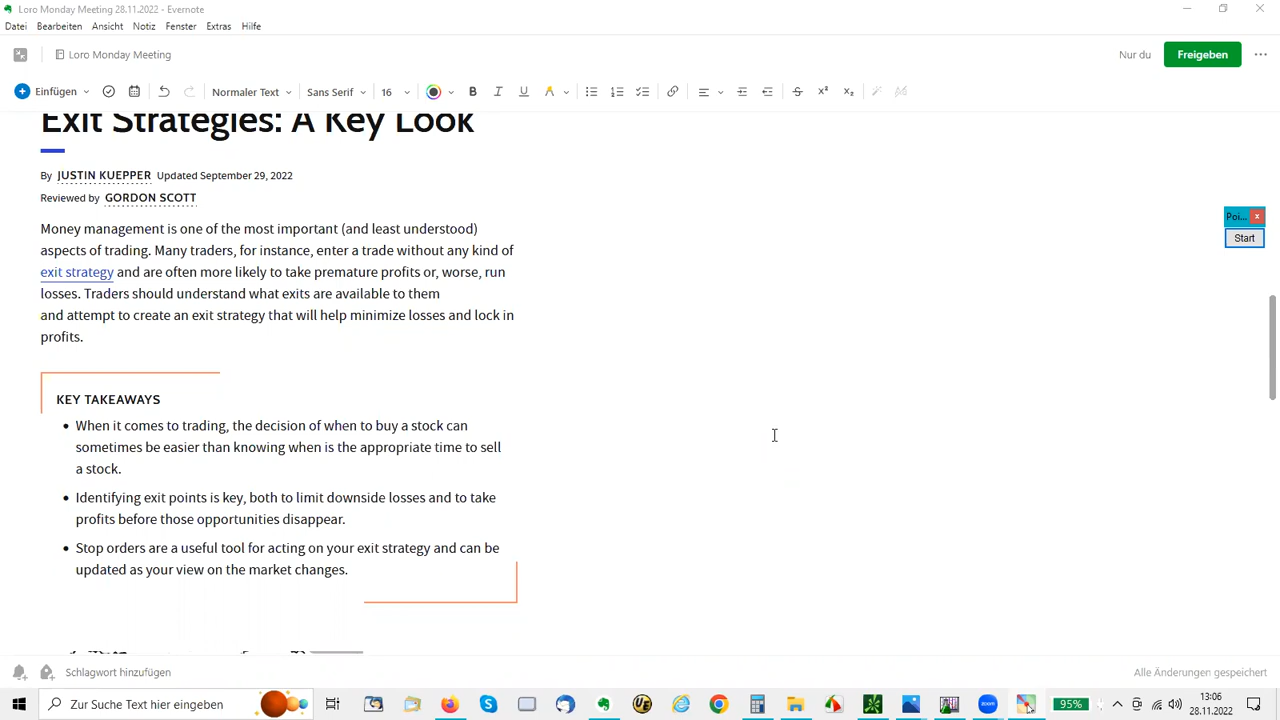 Loro Monday Meeting 28.11.2022 - Evernote
Datei Bearbeiten Ansicht Notiz Fenster Extras Hilfe
Loro Monday Meeting Nur du Freigeben
Einfügen Normaler Text Sans Serif 16
Exit Strategies: A Key Look
By JUSTIN KUEPPER Updated September 29, 2022
Reviewed by GORDON SCOTT
Poi...
Start
Money management is one of the most important (and least understood)
aspects of trading. Many traders, for instance, enter a trade without any kind of
exit strategy and are often more likely to take premature profits or, worse, run
losses. Traders should understand what exits are available to them
and attempt to create an exit strategy that will help minimize losses and lock in
profits.
KEY TAKEAWAYS
• When it comes to trading, the decision of when to buy a stock can
sometimes be easier than knowing when is the appropriate time to sell
a stock.
• Identifying exit points is key, both to limit downside losses and to take
profits before those opportunities disappear.
• Stop orders are a useful tool for acting on your exit strategy and can be
updated as your view on the market changes.
Schlagwort hinzufügen Alle Änderungen gespeichert
Zur Suche Text hier eingeben zoom 95% 13:06
28.11.2022